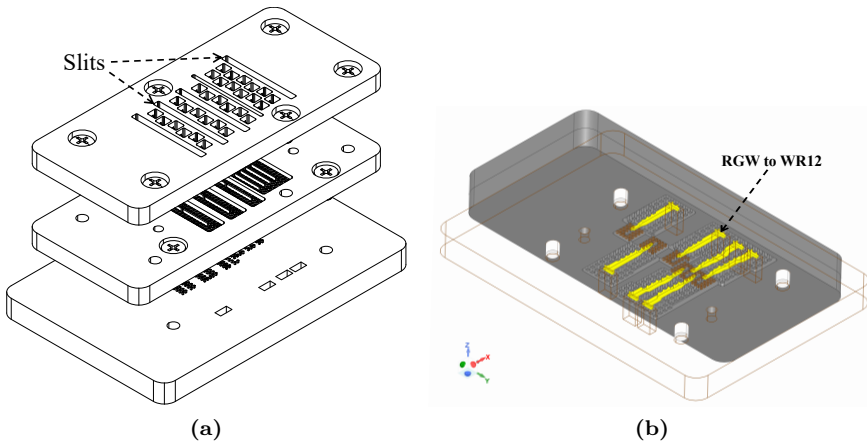 Slits
RGW to WR12
Z
X
Y
(a)
(b)